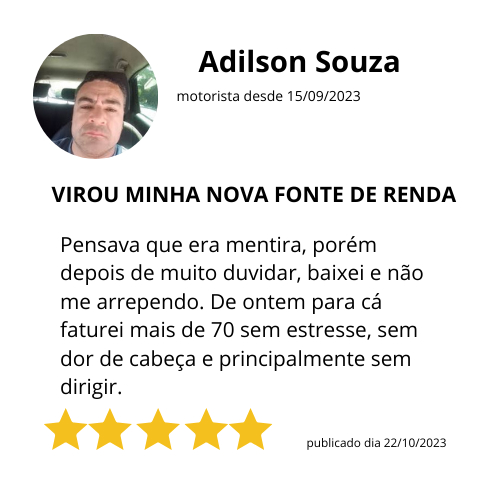 Adilson Souza
motorista desde 15/09/2023
VIROU MINHA NOVA FONTE DE RENDA
Pensava que era mentira, porém
depois de muito duvidar, baixei e não
me arrependo. De ontem para cá
faturei mais de 70 sem estresse, sem
dor de cabeça e principalmente sem
dirigir.
publicado dia 22/10/2023